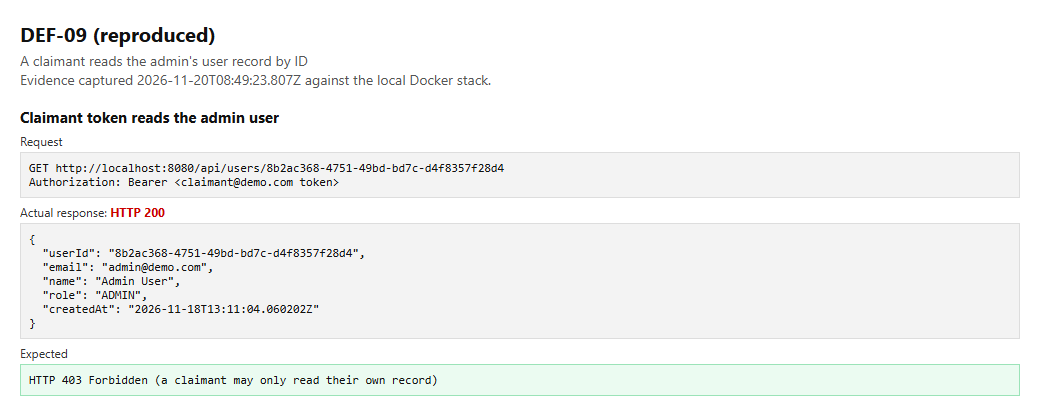 DEF-09 (reproduced)
A claimant reads the admin's user record by ID
Evidence captured 2026-11-20T08:49:23.807Z against the local Docker stack.
Claimant token reads the admin user
Request
GET http://localhost:8080/api/users/8b2ac368-4751-49bd-bd7c-d4f8357f28d4
Authorization: Bearer <claimant@demo.com token>
Actual response: HTTP 200
{
  "userId": "8b2ac368-4751-49bd-bd7c-d4f8357f28d4",
  "email": "admin@demo.com",
  "name": "Admin User",
  "role": "ADMIN",
  "createdAt": "2026-11-18T13:11:04.060202Z"
}
Expected
HTTP 403 Forbidden (a claimant may only read their own record)